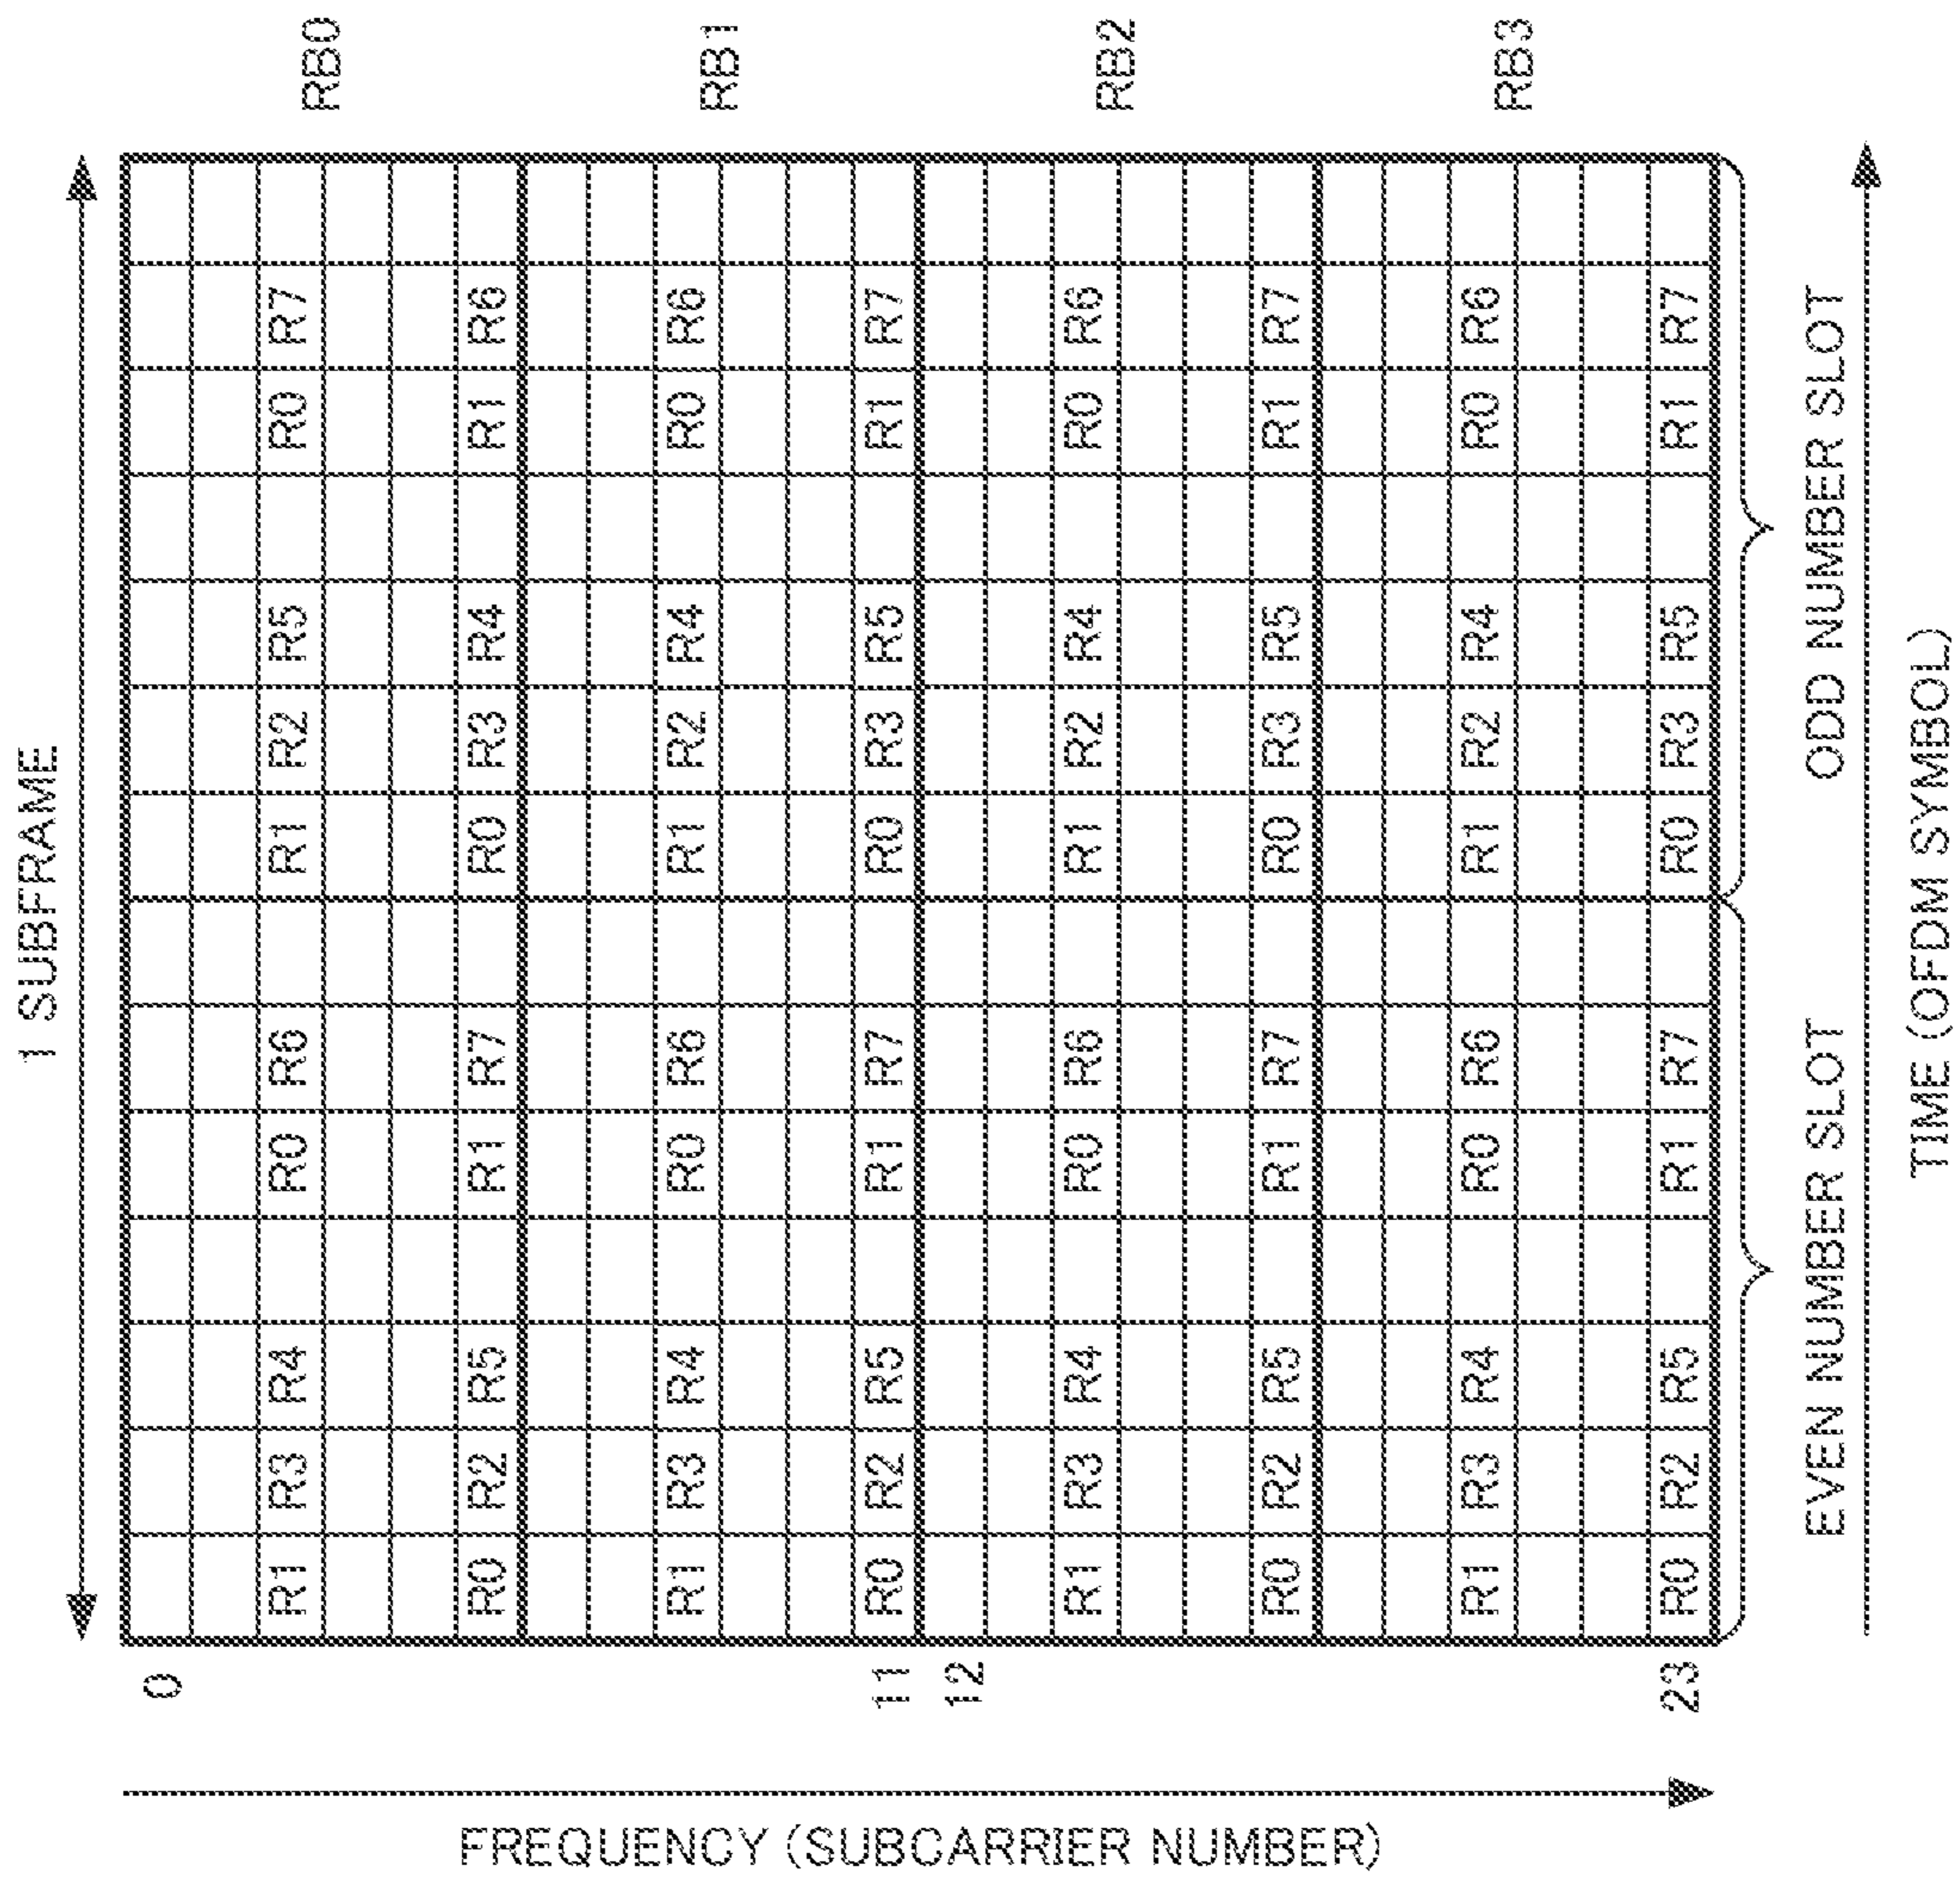 1 SUBFRAME
FREQUENCY (SUBCARRIER NUMBER)
0
R1 R3 R4 R0 R6 R1 R2 R5 R0 R7
RB0
R0 R2 R5 R1 R7 R0 R3 R4 R1 R6
R1 R3 R4 R0 R6 R1 R2 R4 R0 R6
RB1
11 R0 R2 R5 R1 R7 R0 R3 R5 R1 R7
12
R1 R3 R4 R0 R6 R1 R2 R4 R0 R6
RB2
R0 R2 R5 R1 R7 R0 R3 R5 R1 R7
R1 R3 R4 R0 R6 R1 R2 R4 R0 R6
RB3
23 R0 R2 R5 R1 R7 R0 R3 R5 R1 R7
EVEN NUMBER SLOT
ODD NUMBER SLOT
TIME (OFDM SYMBOL)